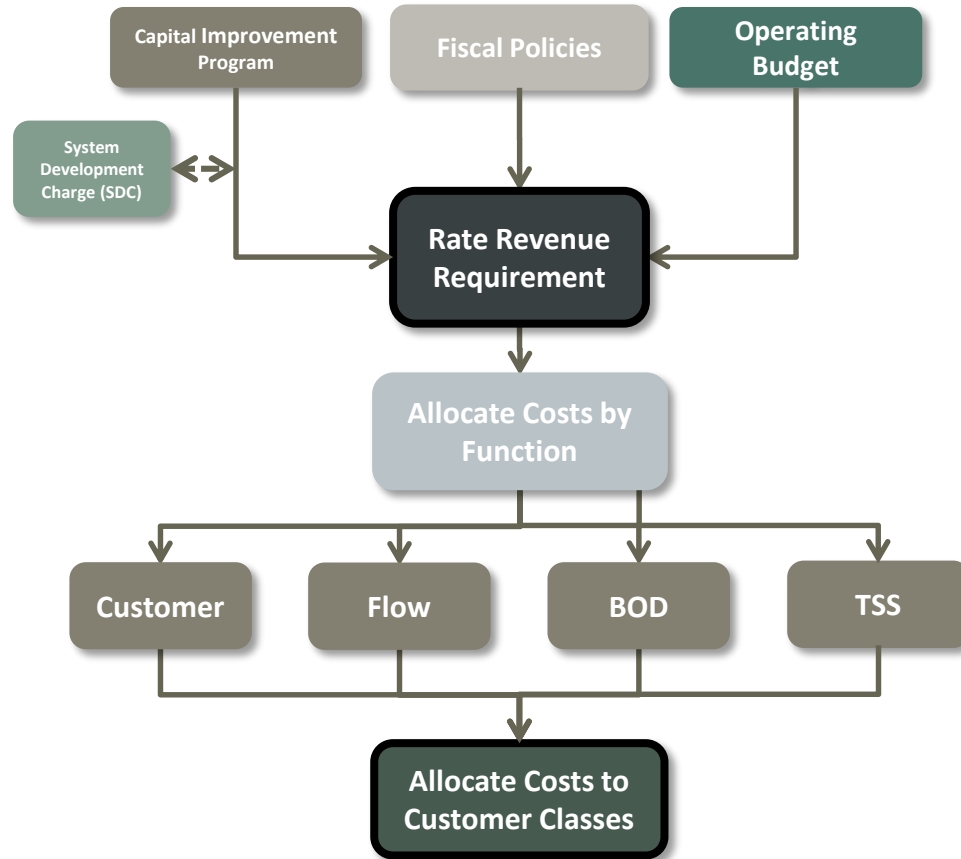 Capital Improvement
Program
Fiscal Policies
Operating
Budget
System
Development
Charge (SDC)
Rate Revenue
Requirement
Allocate Costs by
Function
Customer
Flow
BOD
TSS
Allocate Costs to
Customer Classes